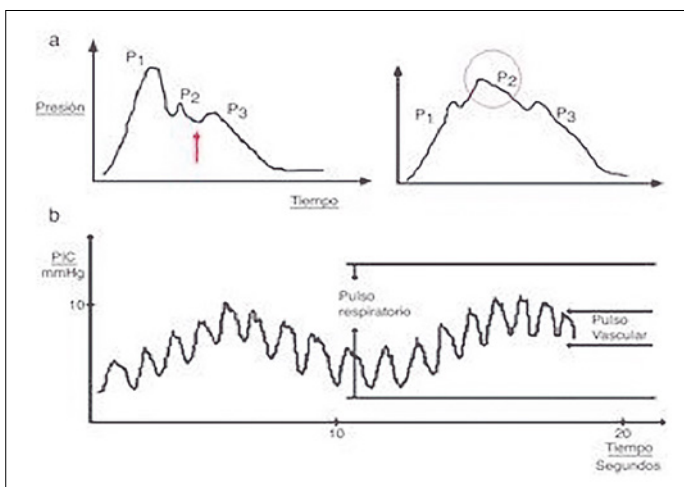 a
P1
P2
P3
Presión
P1
P2
P3
Tiempo
b
PIC
mmHg
10
Pulso
respiratorio
Pulso
Vascular
10
20
Tiempo
Segundos